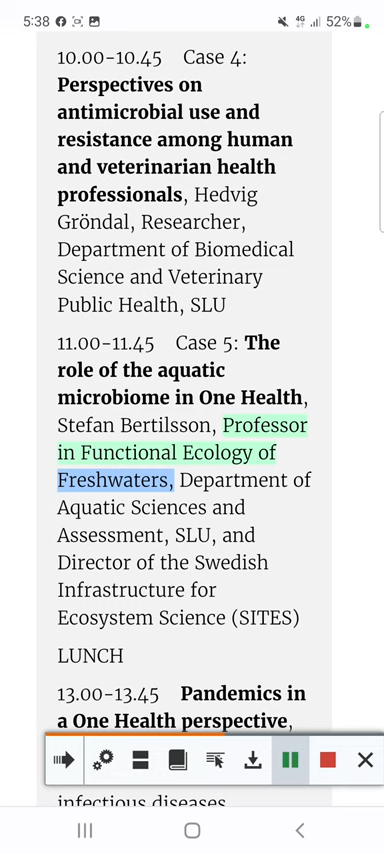 5:38
4G
52%
10.00-10.45 Case 4:
Perspectives on
antimicrobial use and
resistance among human
and veterinarian health
professionals, Hedvig
Gröndal, Researcher,
Department of Biomedical
Science and Veterinary
Public Health, SLU
11.00-11.45 Case 5: The
role of the aquatic
microbiome in One Health,
Stefan Bertilsson, Professor
in Functional Ecology of
Freshwaters, Department of
Aquatic Sciences and
Assessment, SLU, and
Director of the Swedish
Infrastructure for
Ecosystem Science (SITES)
LUNCH
13.00-13.45 Pandemics in
a One Health perspective,
infectious diseases